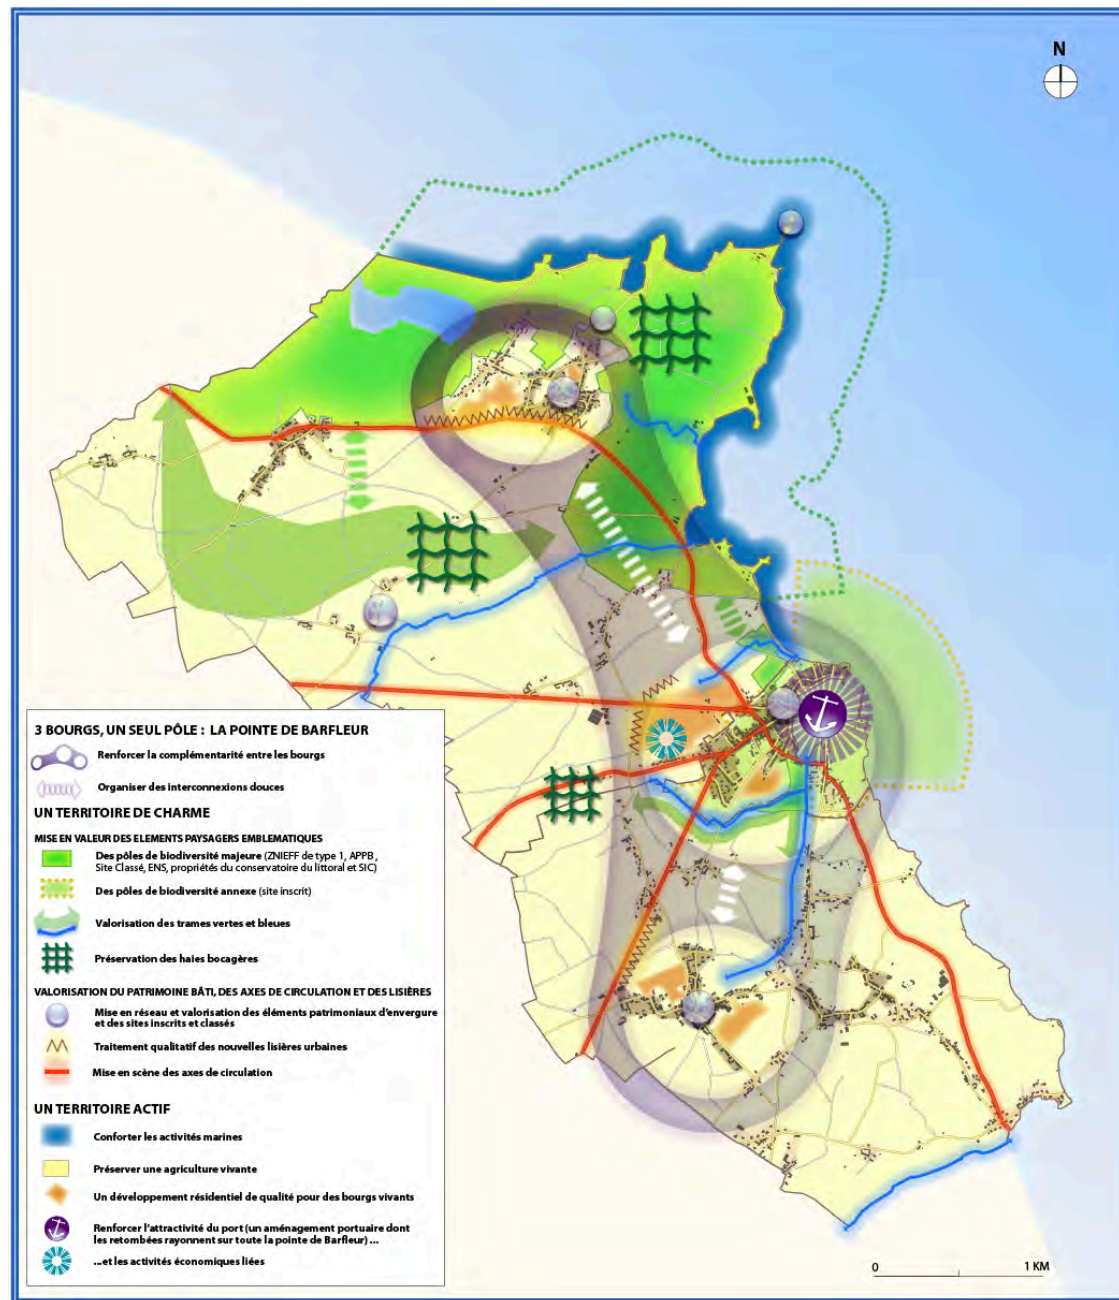 N
3 BOURGS, UN SEUL PÔLE : LA POINTE DE BARFLEUR
Renforcer la complémentarité entre les bourgs
Organiser des interconnexions douces
UN TERRITOIRE DE CHARME
MISE EN VALEUR DES ELEMENTS PAYSAGERS EMBLEMATIQUES
Des pôles de biodiversité majeure (ZNIEFF de type 1, APPB,
Site Classé, ENS, propriétés du conservatoire du littoral et SIC)
Des pôles de biodiversité annexe (site inscrit)
Valorisation des trames vertes et bleues
Préservation des haies bocagères
VALORISATION DU PATRIMOINE BÂTI, DES AXES DE CIRCULATION ET DES LISIÈRES
Mise en réseau et valorisation des éléments patrimoniaux d'envergure
et des sites inscrits et classés
Traitement qualitatif des nouvelles lisières urbaines
Mise en scène des axes de circulation
UN TERRITOIRE ACTIF
Conforter les activités marines
Préserver une agriculture vivante
Un développement résidentiel de qualité pour des bourgs vivants
Renforcer l'attractivité du port (un aménagement portuaire dont
les retombées rayonnent sur toute la pointe de Barfleur) ...
...et les activités économiques liées
0 1 KM